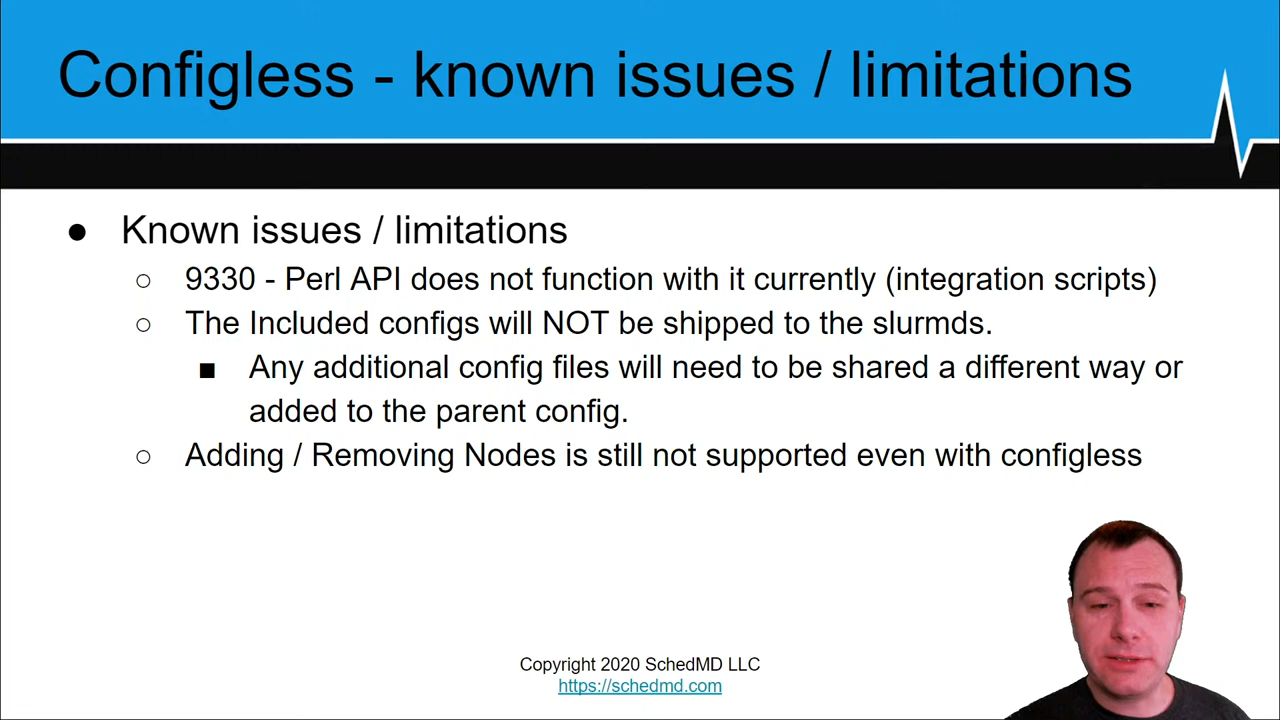 Configless - known issues / limitations
● Known issues / limitations
○ 9330 - Perl API does not function with it currently (integration scripts)
○ The Included configs will NOT be shipped to the slurmds.
■ Any additional config files will need to be shared a different way or
added to the parent config.
○ Adding / Removing Nodes is still not supported even with configless
Copyright 2020 SchedMD LLC
https://schedmd.com